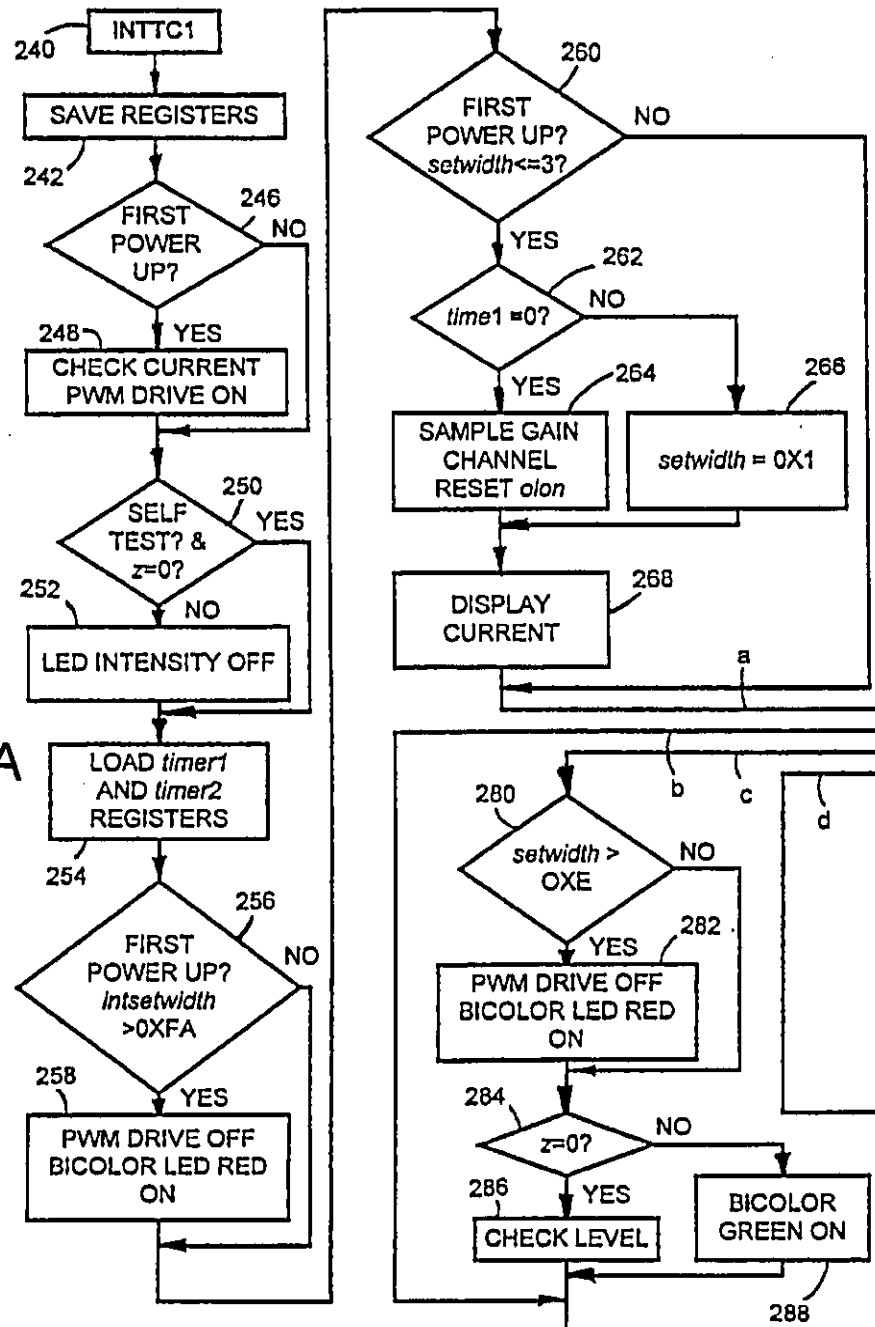 INTTC1
240
SAVE REGISTERS
242
246
FIRST
POWER
UP?
NO
YES
248
CHECK CURRENT
PWM DRIVE ON
250
SELF
TEST? &
z=0?
YES
252
NO
LED INTENSITY OFF
A
LOAD timer1
AND timer2
REGISTERS
254
256
FIRST
POWER UP?
intsetwidth
>0XFA
NO
YES
258
PWM DRIVE OFF
BICOLOR LED RED
ON
260
FIRST
POWER UP?
setwidth<=3?
NO
YES
262
time1 =0?
NO
YES
264
SAMPLE GAIN
CHANNEL
RESET olon
266
setwidth = 0X1
268
DISPLAY
CURRENT
a
b
c
d
280
setwidth >
OXE
NO
YES
282
PWM DRIVE OFF
BICOLOR LED RED
ON
284
z=0?
NO
YES
286
CHECK LEVEL
BICOLOR
GREEN ON
288